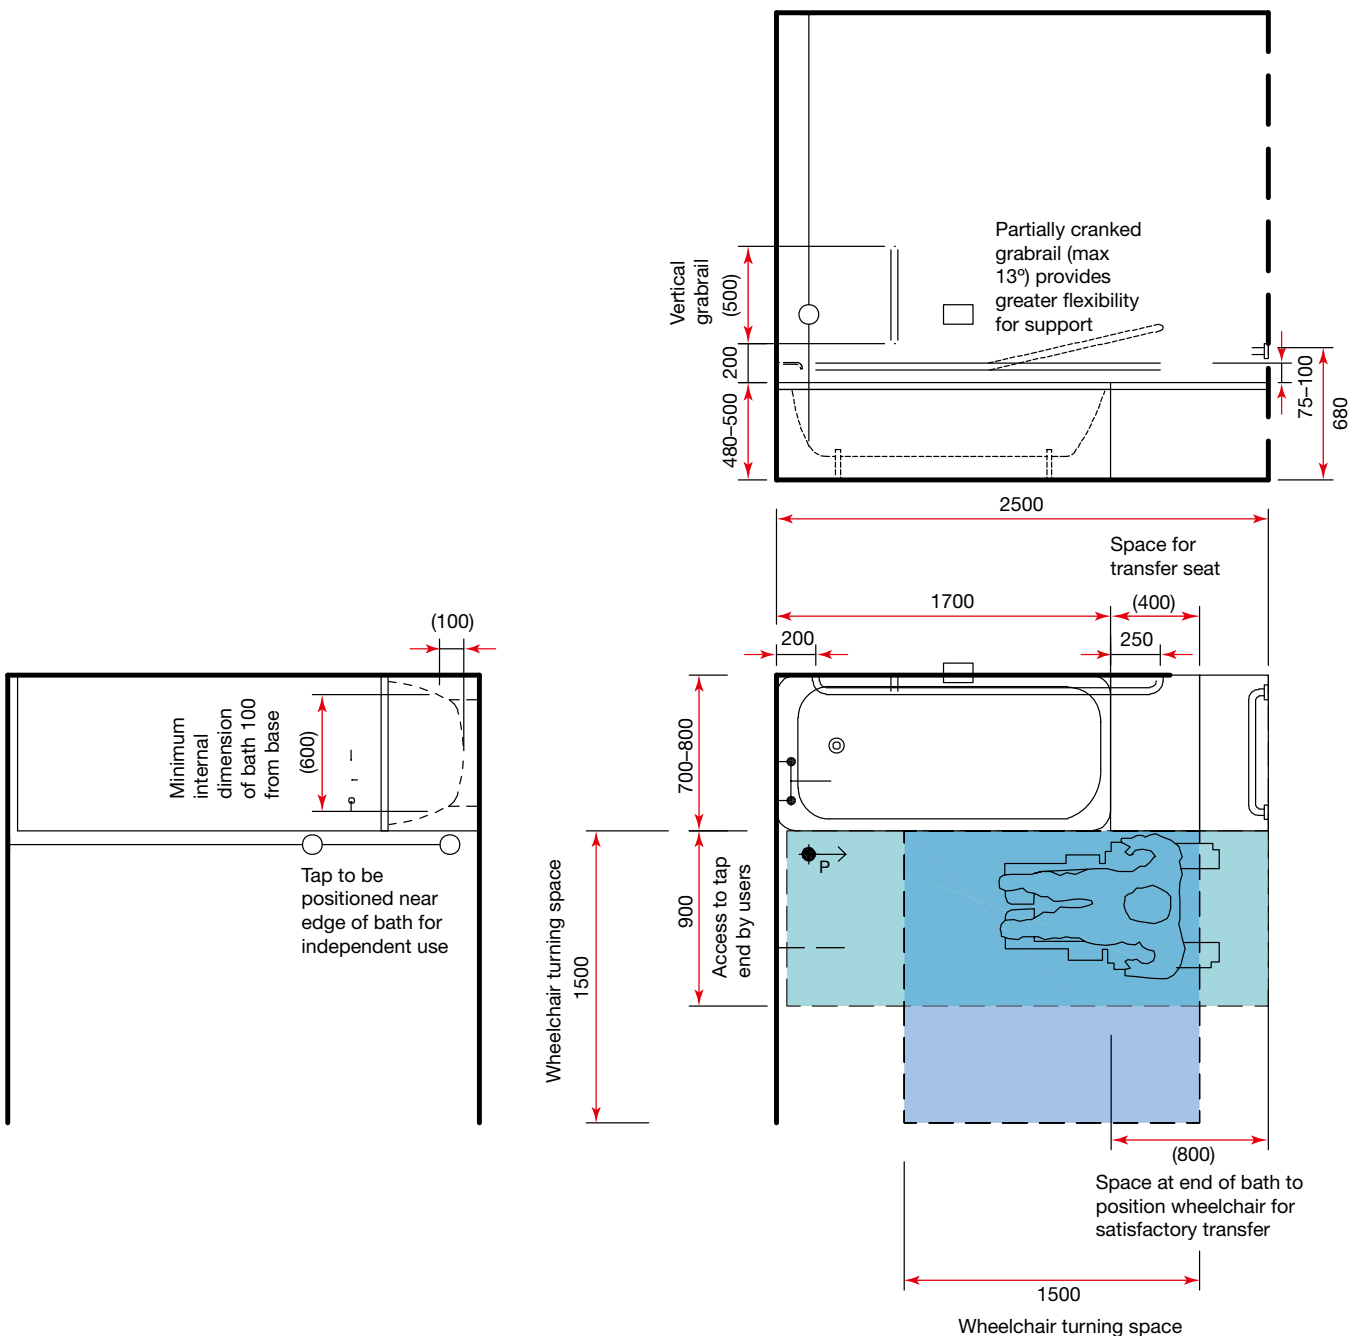 Partially cranked
grabrail (max
13º) provides
greater flexibility
for support
Vertical
grabrail
(500)
200
480–500
75–100
680
2500
Space for
transfer seat
1700
(400)
200
250
(100)
Minimum
internal
dimension
of bath 100
from base
(600)
700–800
Tap to be
positioned near
edge of bath for
independent use
Wheelchair turning space
1500
900
Access to tap
end by users
P
(800)
Space at end of bath to
position wheelchair for
satisfactory transfer
1500
Wheelchair turning space